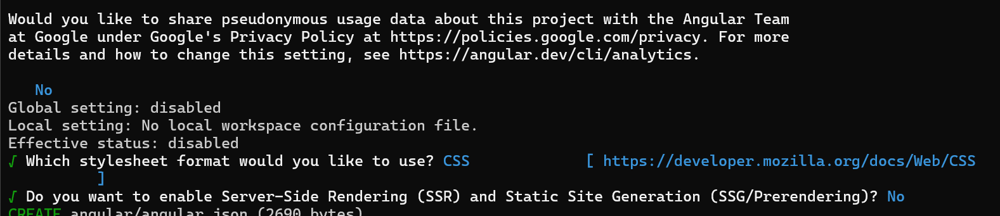 Would you like to share pseudonymous usage data about this project with the Angular Team
at Google under Google's Privacy Policy at https://policies.google.com/privacy. For more
details and how to change this setting, see https://angular.dev/cli/analytics.
No
Global setting: disabled
Local setting: No local workspace configuration file.
Effective status: disabled
√ Which stylesheet format would you like to use? CSS [ https://developer.mozilla.org/docs/Web/CSS
]
√ Do you want to enable Server-Side Rendering (SSR) and Static Site Generation (SSG/Prerendering)? No
CREATE angular/angular.json (2690 bytes)